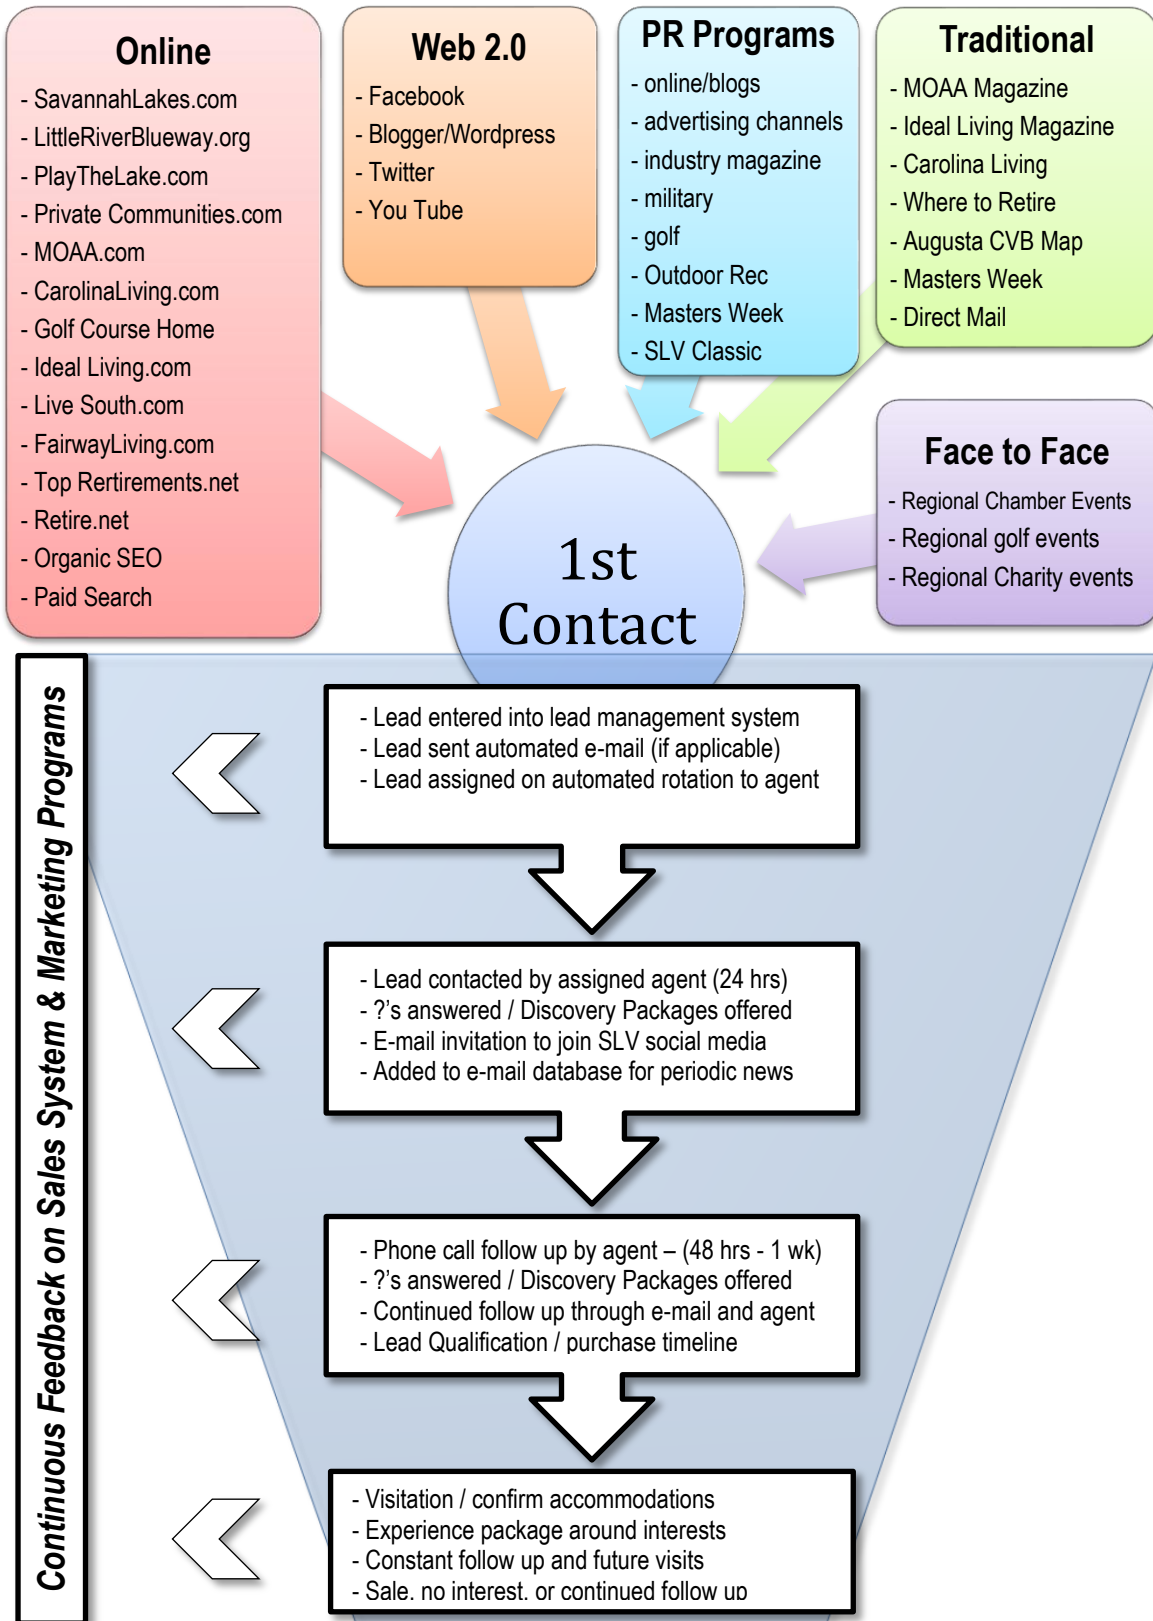 Online
- SavannahLakes.com
- LittleRiverBlueway.org
- PlayTheLake.com
- Private Communities.com
- MOAA.com
- CarolinaLiving.com
- Golf Course Home
- Ideal Living.com
- Live South.com
- FairwayLiving.com
- Top Rertirements.net
- Retire.net
- Organic SEO
- Paid Search
Web 2.0
- Facebook
- Blogger/Wordpress
- Twitter
- You Tube
PR Programs
- online/blogs
- advertising channels
- industry magazine
- military
- golf
- Outdoor Rec
- Masters Week
- SLV Classic
Traditional
- MOAA Magazine
- Ideal Living Magazine
- Carolina Living
- Where to Retire
- Augusta CVB Map
- Masters Week
- Direct Mail
Face to Face
- Regional Chamber Events
- Regional golf events
- Regional Charity events
1st
Contact
Continuous Feedback on Sales System & Marketing Programs
- Lead entered into lead management system
- Lead sent automated e-mail (if applicable)
- Lead assigned on automated rotation to agent
- Lead contacted by assigned agent (24 hrs)
- ?'s answered / Discovery Packages offered
- E-mail invitation to join SLV social media
- Added to e-mail database for periodic news
- Phone call follow up by agent – (48 hrs - 1 wk)
- ?'s answered / Discovery Packages offered
- Continued follow up through e-mail and agent
- Lead Qualification / purchase timeline
- Visitation / confirm accommodations
- Experience package around interests
- Constant follow up and future visits
- Sale, no interest, or continued follow up